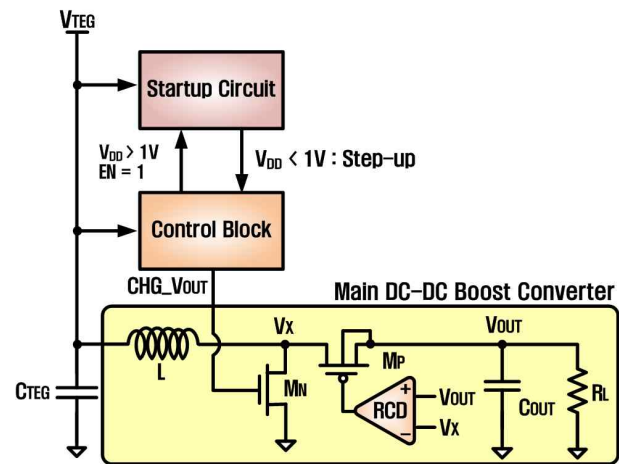 VTEG
Startup Circuit
VDD > 1V
EN = 1
VDD < 1V : Step-up
Control Block
CHG_VOUT
Main DC-DC Boost Converter
VX
VOUT
L
MN
MP
CTEG
RCD
+
VOUT
−
VX
COUT
RL